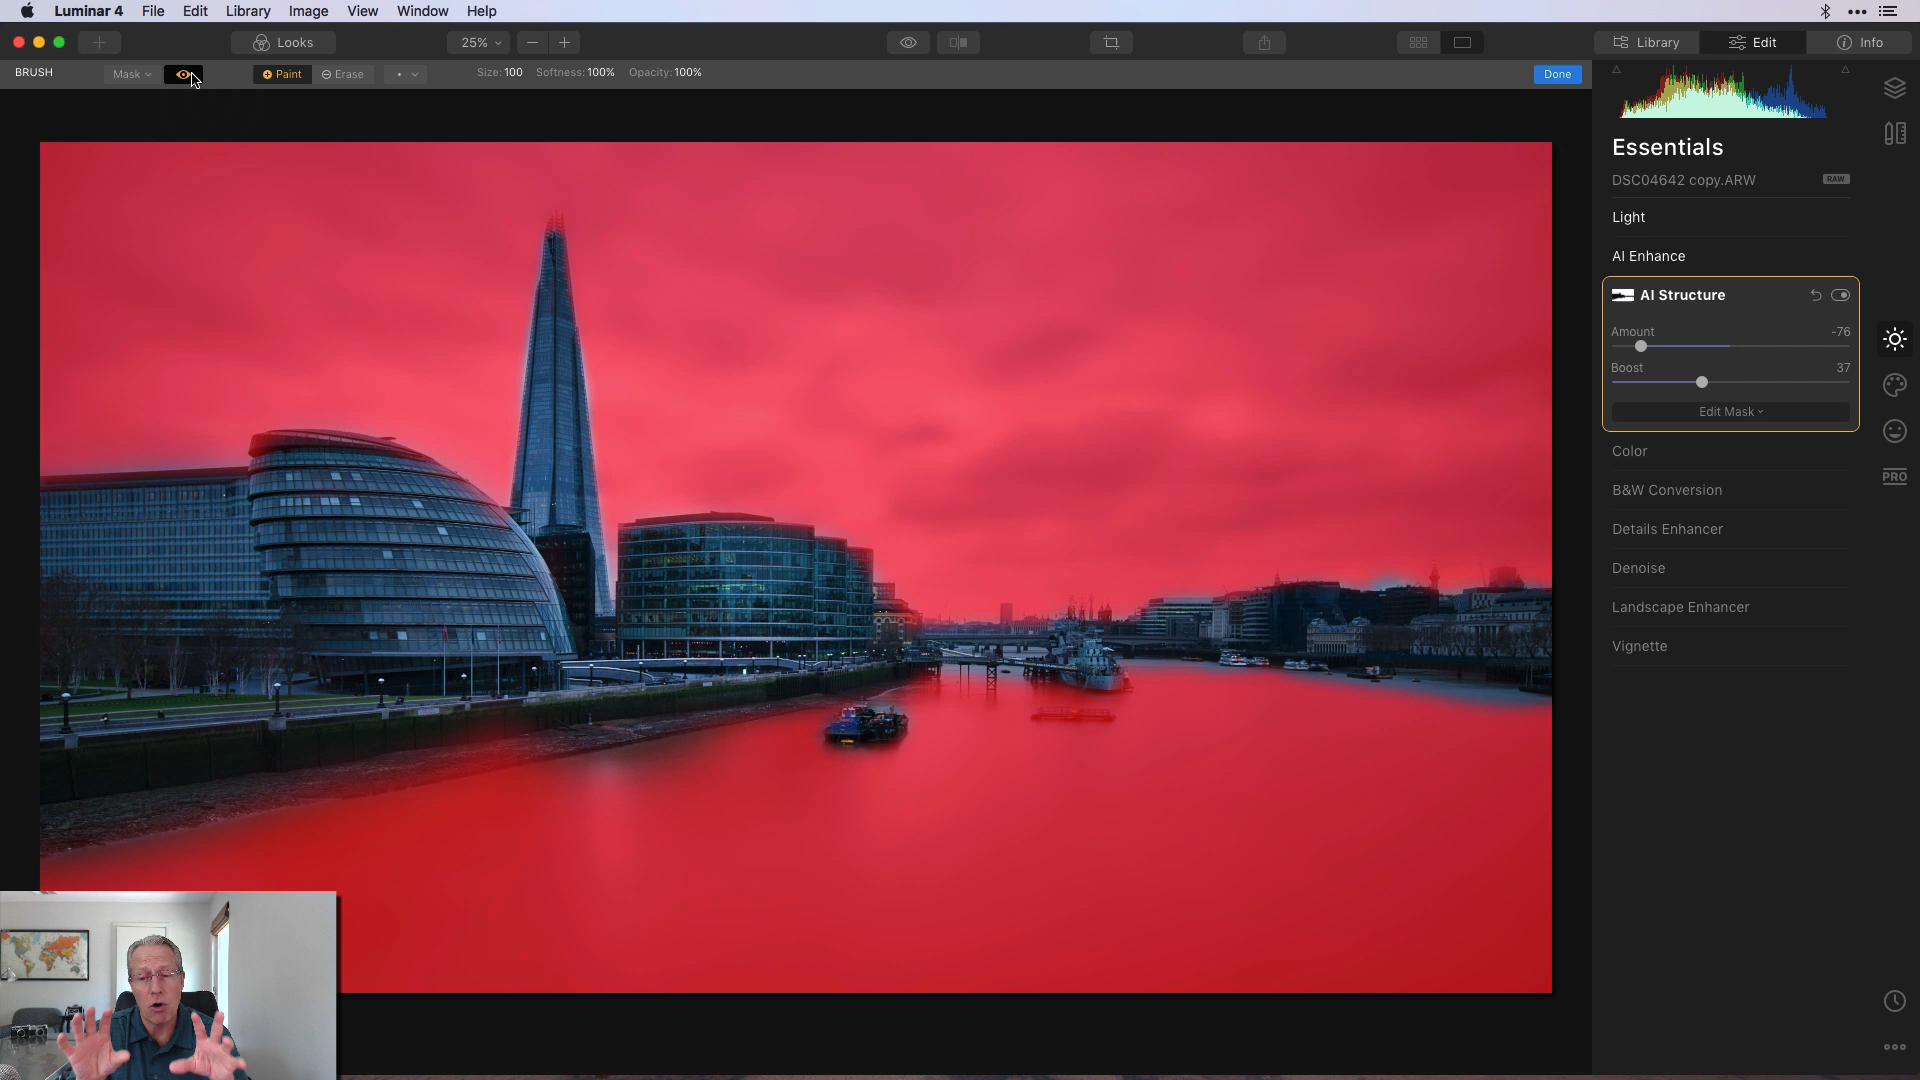 Luminar 4 File Edit Library Image View Window Help
Looks 25% Library Edit Info
BRUSH Mask Paint Erase Size:100 Softness:100% Opacity:100% Done
Essentials
DSC04642 copy.ARW RAW
Light
AI Enhance
AI Structure
Amount -76
Boost 37
Edit Mask
Color
PRO
B&W Conversion
Details Enhancer
Denoise
Landscape Enhancer
Vignette